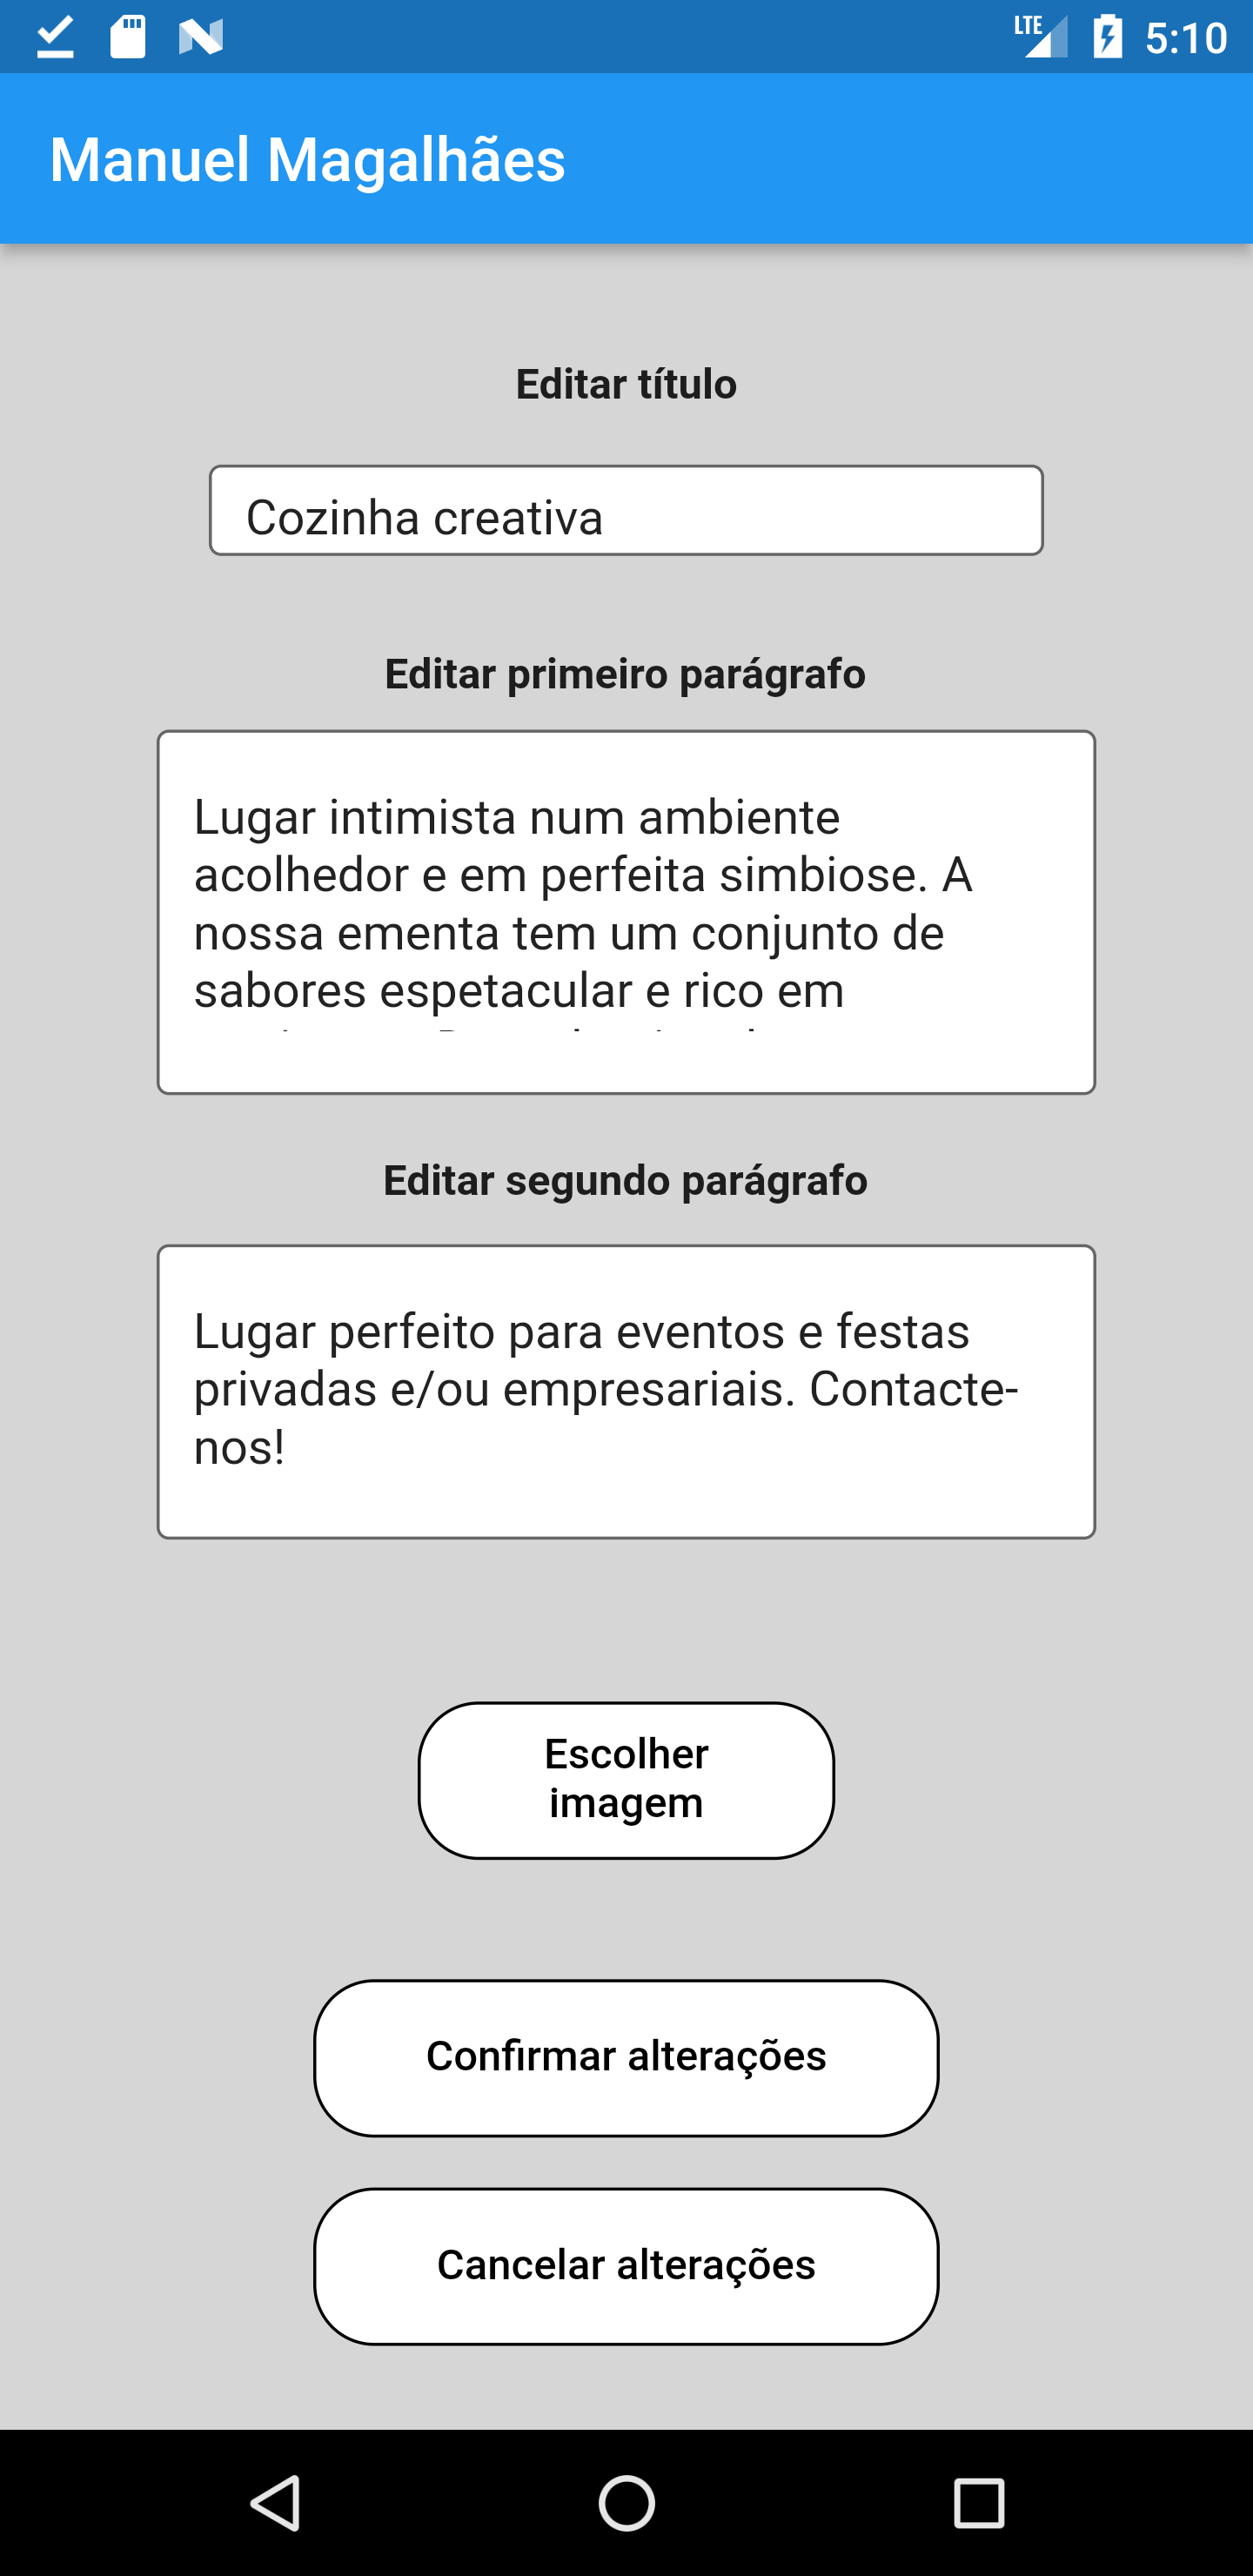 LTE 5:10
Manuel Magalhães
Editar título
Cozinha creativa
Editar primeiro parágrafo
Lugar intimista num ambiente
acolhedor e em perfeita simbiose. A
nossa ementa tem um conjunto de
sabores espetacular e rico em
Editar segundo parágrafo
Lugar perfeito para eventos e festas
privadas e/ou empresariais. Contacte-
nos!
Escolher
imagem
Confirmar alterações
Cancelar alterações